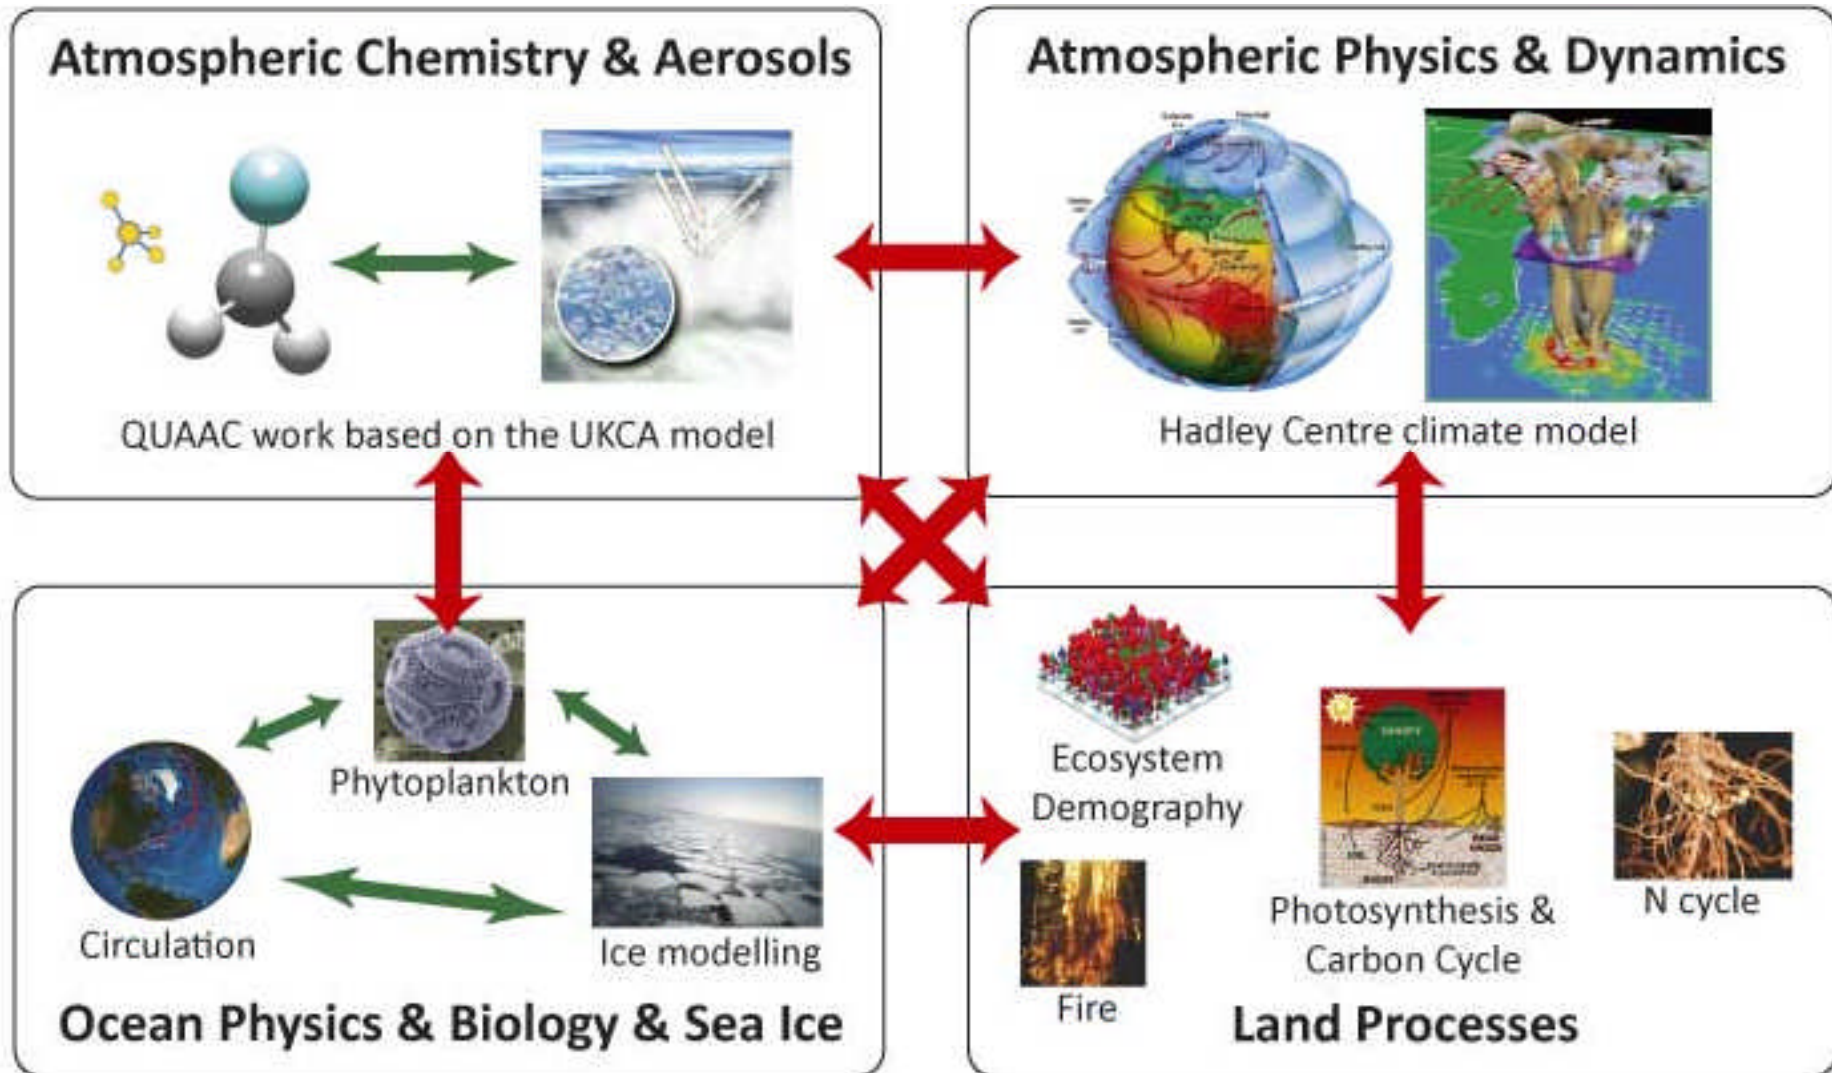 Atmospheric Chemistry & Aerosols
QUAAC work based on the UKCA model
Atmospheric Physics & Dynamics
Hadley Centre climate model
Phytoplankton
Circulation
Ice modelling
Ocean Physics & Biology & Sea Ice
Ecosystem
Demography
Fire
Photosynthesis &
Carbon Cycle
N cycle
Land Processes